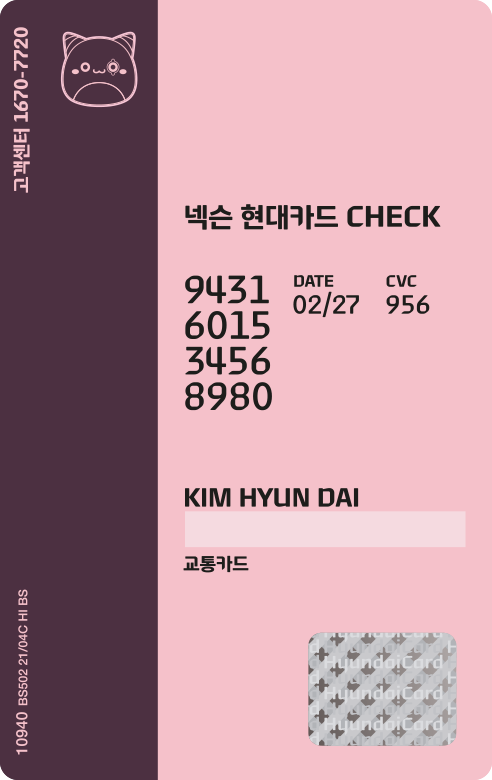 고객센터 1670-7720
넥슨 현대카드 CHECK
9431
6015
3456
8980
DATE
02/27
CVC
956
KIM HYUN DAI
교통카드
10940 BS502 21/04C HI BS
HyundaiCard
HyundaiCard
HyundaiCard
HyundaiCard